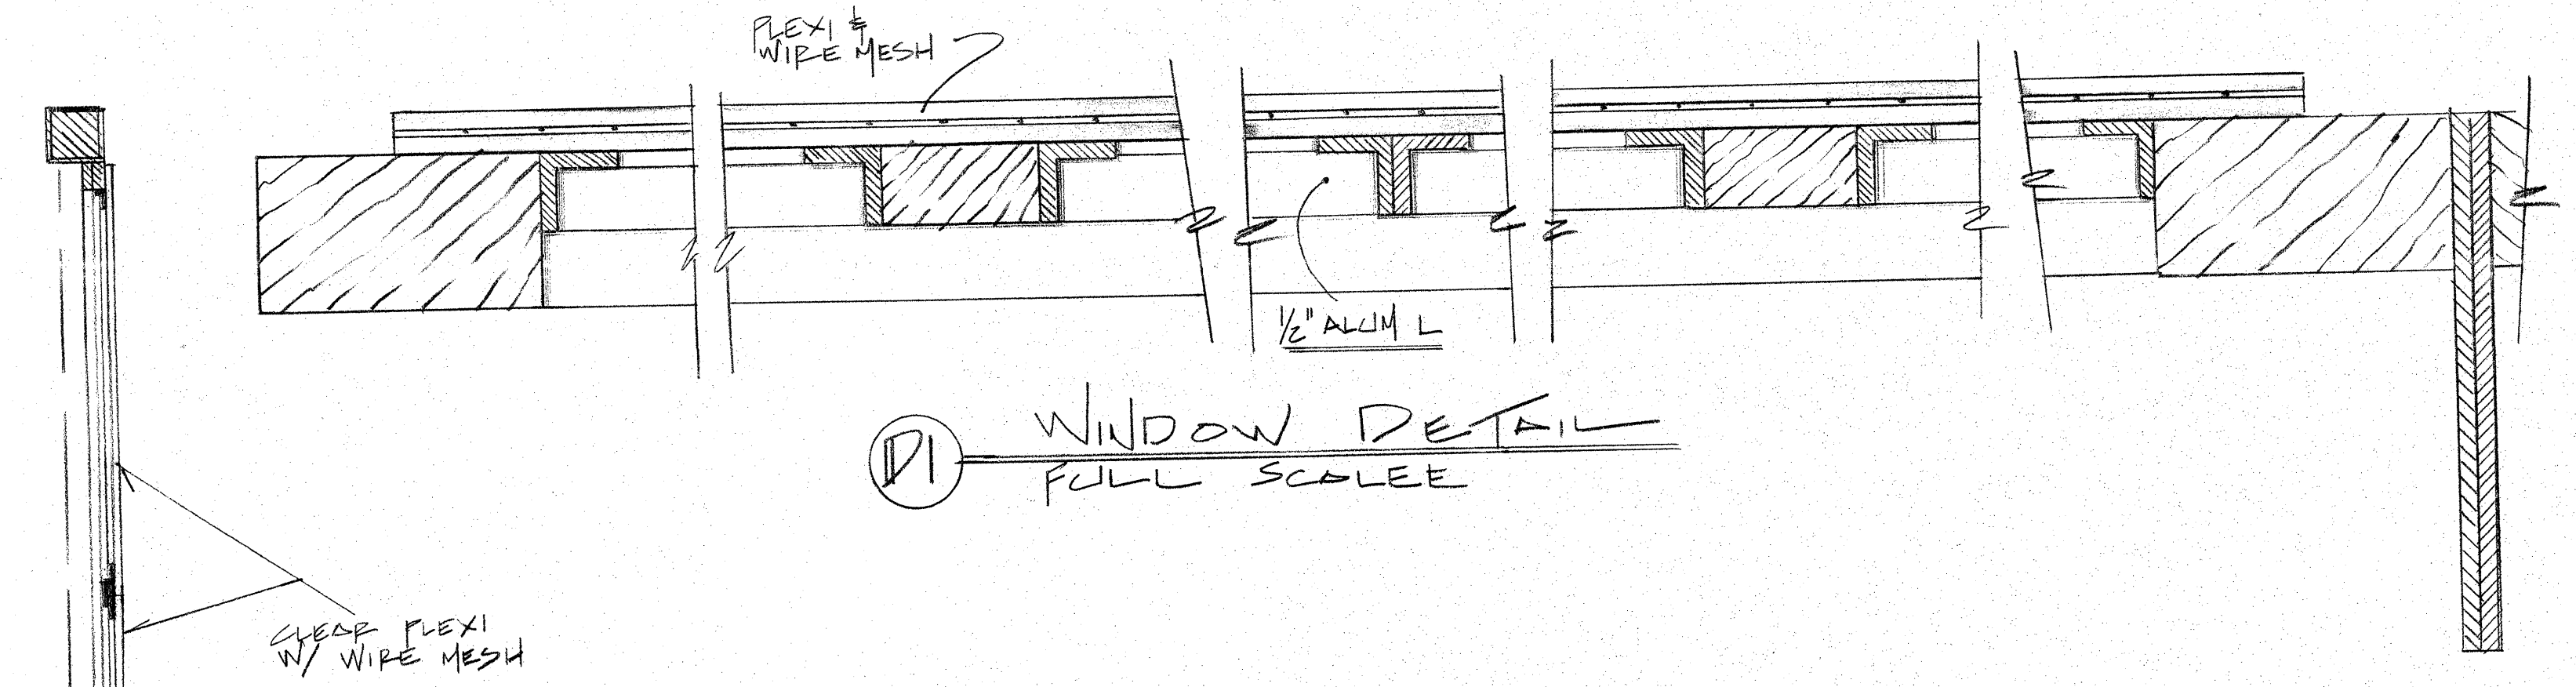 PLEXI &
WIRE MESH
1/2" ALUM L
D1
WINDOW DETAIL
FULL SCALEE
CLEAR PLEXI
W/ WIRE MESH